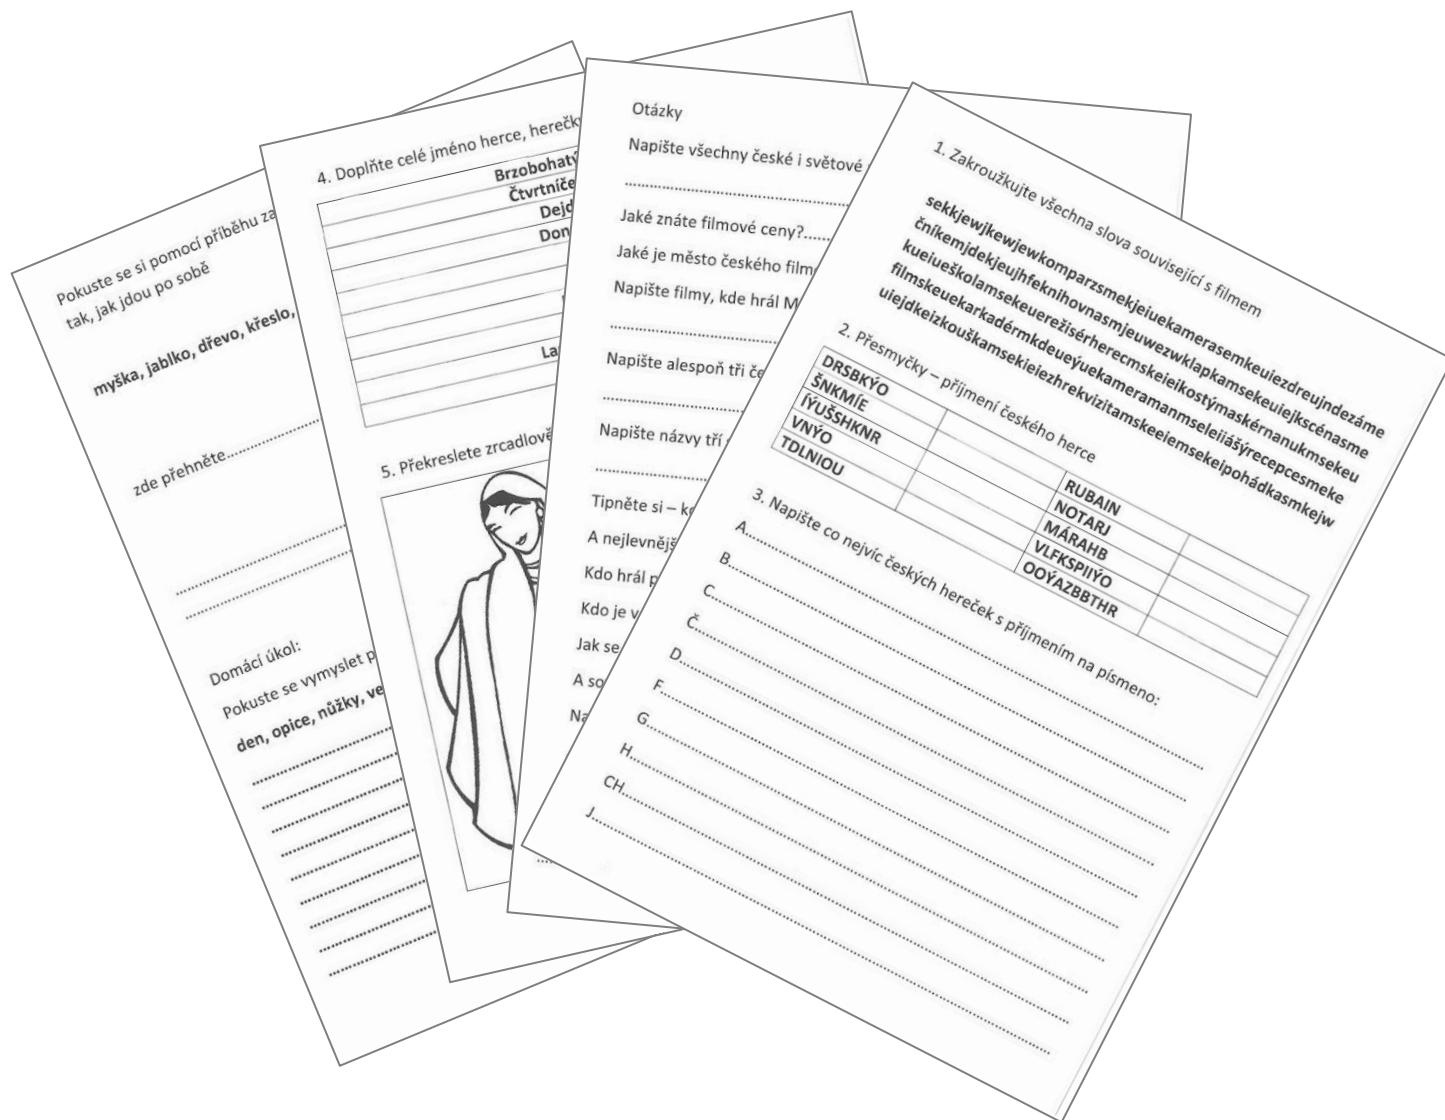 Pokuste se si pomocí příběhu za
tak, jak jdou po sobě
myška, jablko, dřevo, křeslo,
zde přehněte
Domácí úkol:
Pokuste se vymyslet p
den, opice, nůžky, ve
4. Doplňte celé jméno herce, herečky
Brzobohatý
Čtvrtníče
Dejd
Don
La
5. Překreslete zrcadlově
Otázky
Napište všechny české i světové
Jaké znáte filmové ceny?
Jaké je město českého film
Napište filmy, kde hrál M
Napište alespoň tři če
Napište názvy tří
Tipněte si – k
A nejlevnějš
Kdo hrál p
Kdo je v
Jak se
A so
Na
1. Zakroužkujte všechna slova související s filmem
sekkjewjkewjewkomparzsmekjeiuekamerasemkeuiezdreujndezáme
čníkemjdekjeujhfeknihovnasmjeuwezwklapkamsekeuiejkscénasme
kueiueškolamsekeuerežisérherecmskeieikostýmaskérnanukmsekeu
filmskeuekarkadérmkdeueýuekameramanmseleijášýrecepcesmeke
uiejdkeizkouškamsekieiezhrekvizitamskeeiemsekeipohádkasmkejw
2. Přesmyčky – příjmení českého herce
DRSBKÝO
ŠNKMÍE
ÍÝUŠSHKNR
VNÝO
TDLNIOU
RUBAIN
NOTARJ
MÁRAHB
VLFKSPIIÝO
OOÝAZBBTHR
3. Napište co nejvíc českých hereček s příjmením na písmeno:
A
B
C
Č
D
F
G
H
CH
J